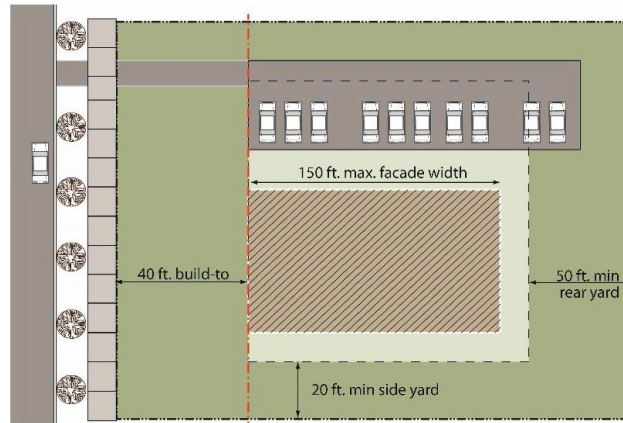 150 ft. max. facade width
40 ft. build-to
50 ft. min
rear yard
20 ft. min side yard